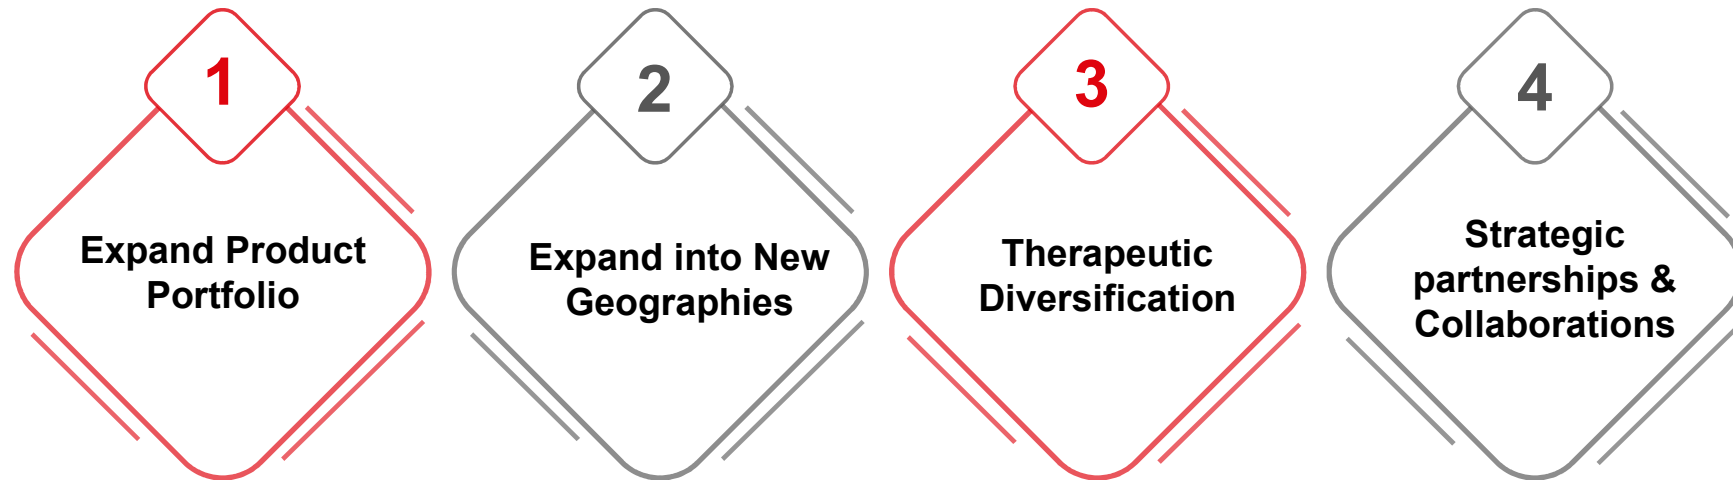 1
Expand Product
Portfolio
2
Expand into New
Geographies
3
Therapeutic
Diversification
4
Strategic
partnerships &
Collaborations